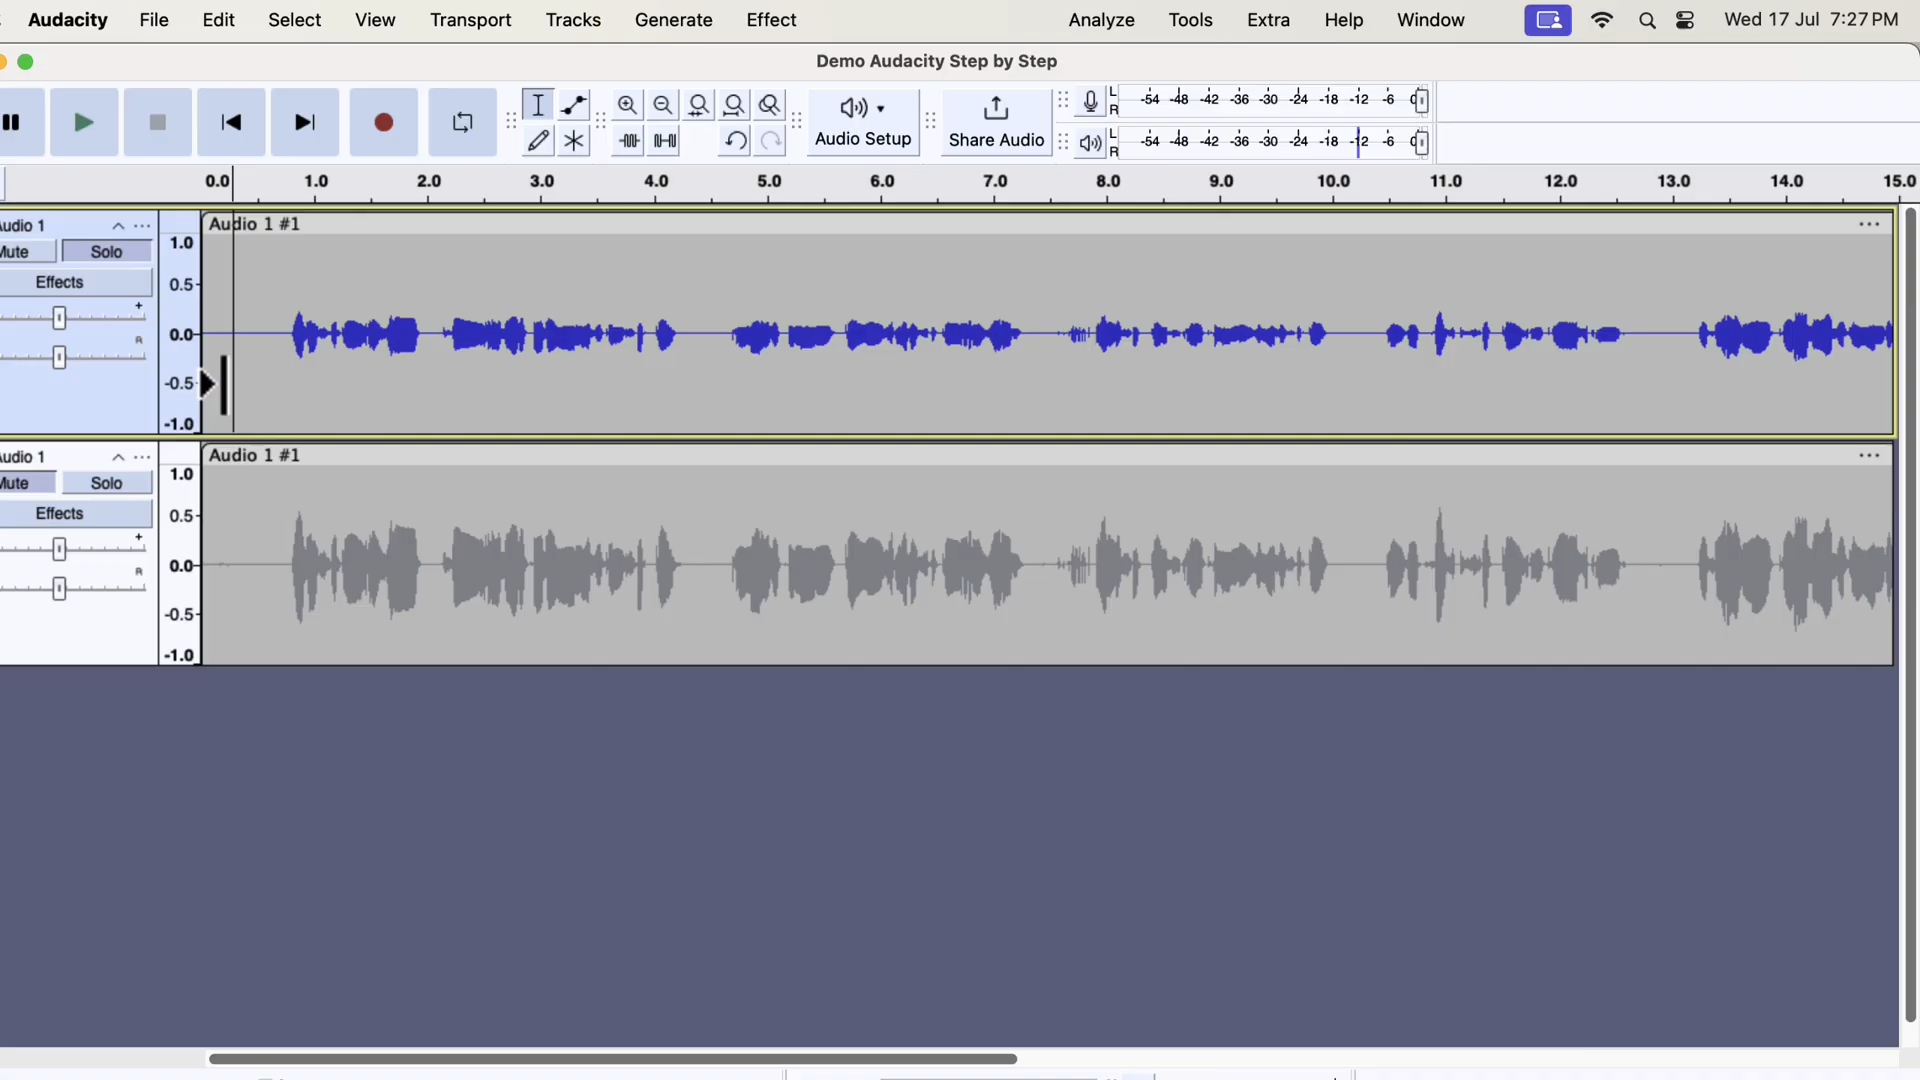 Audacity File Edit Select View Transport Tracks Generate Effect Analyze Tools Extra Help Window Wed 17 Jul 7:27 PM
Demo Audacity Step by Step
L -54 -48 -42 -36 -30 -24 -18 -12 -6 0
R
Audio Setup Share Audio
L -54 -48 -42 -36 -30 -24 -18 -12 -6 0
R
0.0 1.0 2.0 3.0 4.0 5.0 6.0 7.0 8.0 9.0 10.0 11.0 12.0 13.0 14.0 15.0
Audio 1 ... Audio 1 #1 ...
Mute Solo 1.0
Effects 0.5
+
R 0.0
-0.5
-1.0
Audio 1 ... Audio 1 #1 ...
Mute Solo 1.0
Effects 0.5
+
R 0.0
-0.5
-1.0